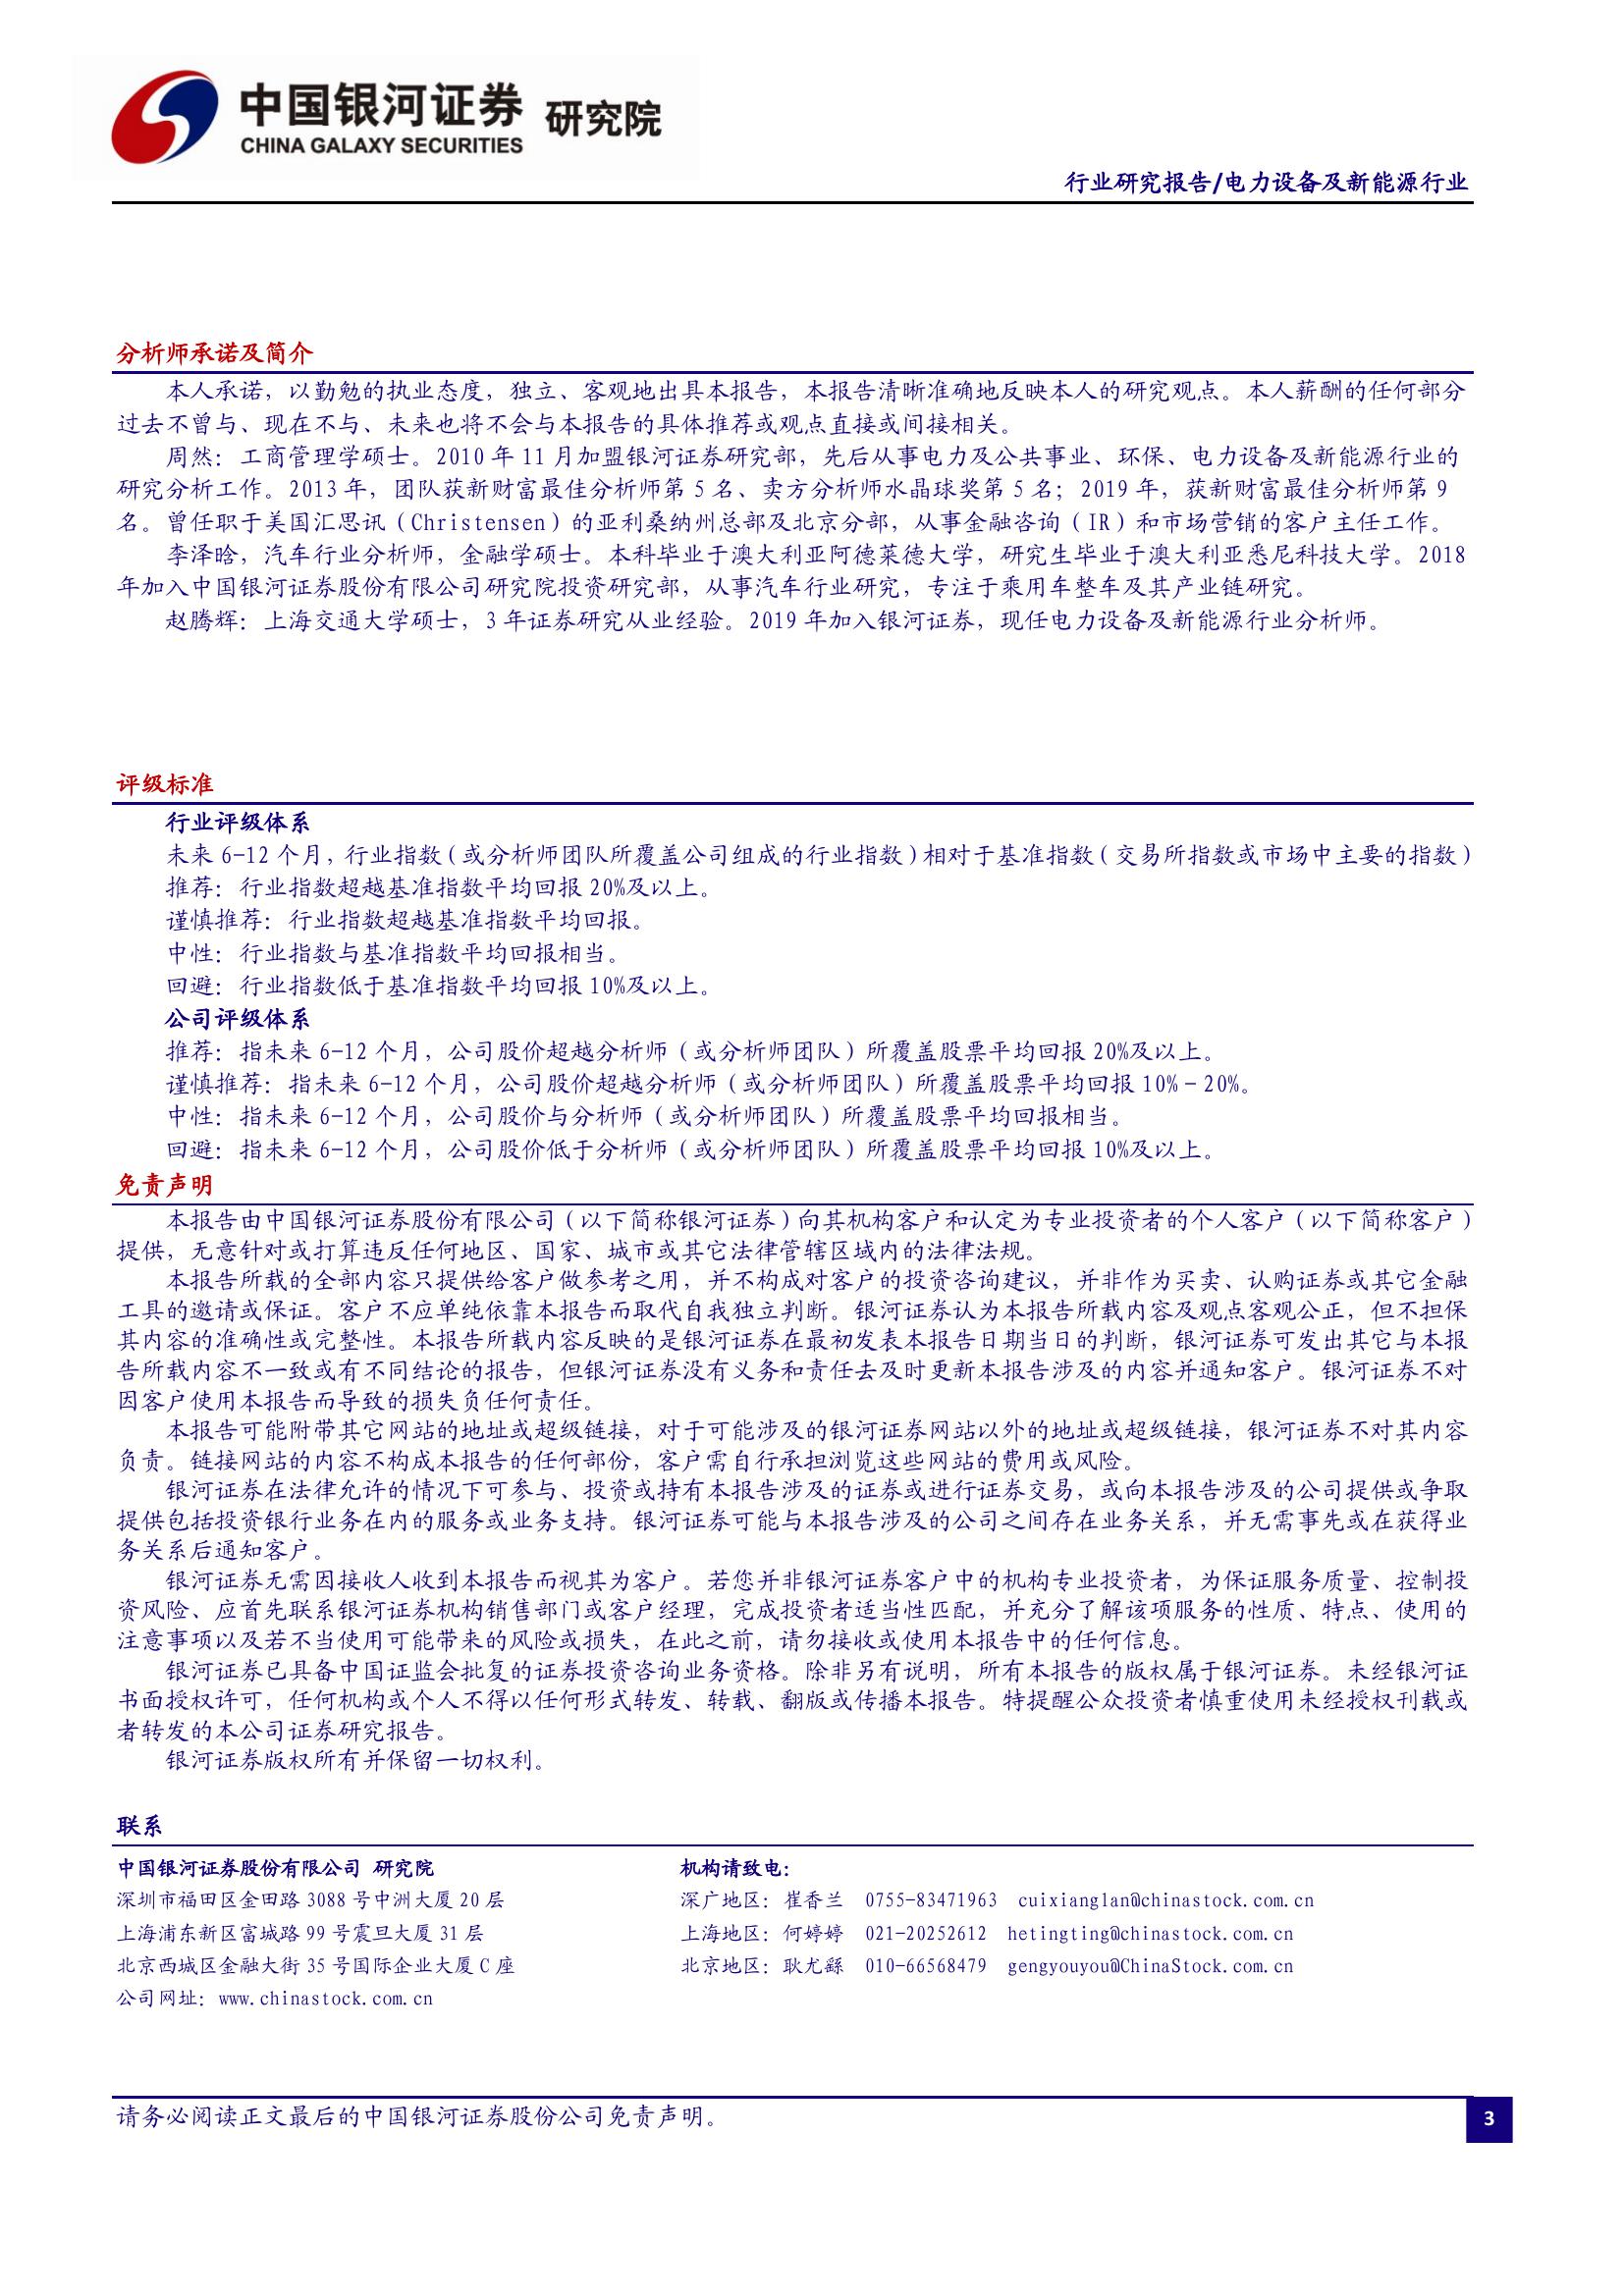 中国银河证券 研究院
CHINA GALAXY SECURITIES
行业研究报告/电力设备及新能源行业
分析师承诺及简介
本人承诺，以勤勉的执业态度，独立、客观地出具本报告，本报告清晰准确地反映本人的研究观点。本人薪酬的任何部分
过去不曾与、现在不与、未来也将不会与本报告的具体推荐或观点直接或间接相关。
周然：工商管理学硕士。2010 年 11 月加盟银河证券研究部，先后从事电力及公共事业、环保、电力设备及新能源行业的
研究分析工作。2013 年，团队获新财富最佳分析师第 5 名、卖方分析师水晶球奖第 5 名；2019 年，获新财富最佳分析师第 9
名。曾任职于美国汇思讯（Christensen）的亚利桑纳州总部及北京分部，从事金融咨询（IR）和市场营销的客户主任工作。
李泽晗，汽车行业分析师，金融学硕士。本科毕业于澳大利亚阿德莱德大学，研究生毕业于澳大利亚悉尼科技大学。2018
年加入中国银河证券股份有限公司研究院投资研究部，从事汽车行业研究，专注于乘用车整车及其产业链研究。
赵腾辉：上海交通大学硕士，3 年证券研究从业经验。2019 年加入银河证券，现任电力设备及新能源行业分析师。
评级标准
行业评级体系
未来 6-12 个月，行业指数（或分析师团队所覆盖公司组成的行业指数）相对于基准指数（交易所指数或市场中主要的指数）
推荐：行业指数超越基准指数平均回报 20%及以上。
谨慎推荐：行业指数超越基准指数平均回报。
中性：行业指数与基准指数平均回报相当。
回避：行业指数低于基准指数平均回报 10%及以上。
公司评级体系
推荐：指未来 6-12 个月，公司股价超越分析师（或分析师团队）所覆盖股票平均回报 20%及以上。
谨慎推荐：指未来 6-12 个月，公司股价超越分析师（或分析师团队）所覆盖股票平均回报 10%－20%。
中性：指未来 6-12 个月，公司股价与分析师（或分析师团队）所覆盖股票平均回报相当。
回避：指未来 6-12 个月，公司股价低于分析师（或分析师团队）所覆盖股票平均回报 10%及以上。
免责声明
本报告由中国银河证券股份有限公司（以下简称银河证券）向其机构客户和认定为专业投资者的个人客户（以下简称客户）
提供，无意针对或打算违反任何地区、国家、城市或其它法律管辖区域内的法律法规。
本报告所载的全部内容只提供给客户做参考之用，并不构成对客户的投资咨询建议，并非作为买卖、认购证券或其它金融
工具的邀请或保证。客户不应单纯依靠本报告而取代自我独立判断。银河证券认为本报告所载内容及观点客观公正，但不担保
其内容的准确性或完整性。本报告所载内容反映的是银河证券在最初发表本报告日期当日的判断，银河证券可发出其它与本报
告所载内容不一致或有不同结论的报告，但银河证券没有义务和责任去及时更新本报告涉及的内容并通知客户。银河证券不对
因客户使用本报告而导致的损失负任何责任。
本报告可能附带其它网站的地址或超级链接，对于可能涉及的银河证券网站以外的地址或超级链接，银河证券不对其内容
负责。链接网站的内容不构成本报告的任何部份，客户需自行承担浏览这些网站的费用或风险。
银河证券在法律允许的情况下可参与、投资或持有本报告涉及的证券或进行证券交易，或向本报告涉及的公司提供或争取
提供包括投资银行业务在内的服务或业务支持。银河证券可能与本报告涉及的公司之间存在业务关系，并无需事先或在获得业
务关系后通知客户。
银河证券无需因接收人收到本报告而视其为客户。若您并非银河证券客户中的机构专业投资者，为保证服务质量、控制投
资风险、应首先联系银河证券机构销售部门或客户经理，完成投资者适当性匹配，并充分了解该项服务的性质、特点、使用的
注意事项以及若不当使用可能带来的风险或损失，在此之前，请勿接收或使用本报告中的任何信息。
银河证券已具备中国证监会批复的证券投资咨询业务资格。除非另有说明，所有本报告的版权属于银河证券。未经银河证
书面授权许可，任何机构或个人不得以任何形式转发、转载、翻版或传播本报告。特提醒公众投资者慎重使用未经授权刊载或
者转发的本公司证券研究报告。
银河证券版权所有并保留一切权利。
联系
中国银河证券股份有限公司 研究院 机构请致电：
深圳市福田区金田路 3088 号中洲大厦 20 层 深广地区：崔香兰 0755-83471963 cuixianglan@chinastock.com.cn
上海浦东新区富城路 99 号震旦大厦 31 层 上海地区：何婷婷 021-20252612 hetingting@chinastock.com.cn
北京西城区金融大街 35 号国际企业大厦 C 座 北京地区：耿尤繇 010-66568479 gengyouyou@ChinaStock.com.cn
公司网址：www.chinastock.com.cn
请务必阅读正文最后的中国银河证券股份公司免责声明。
3